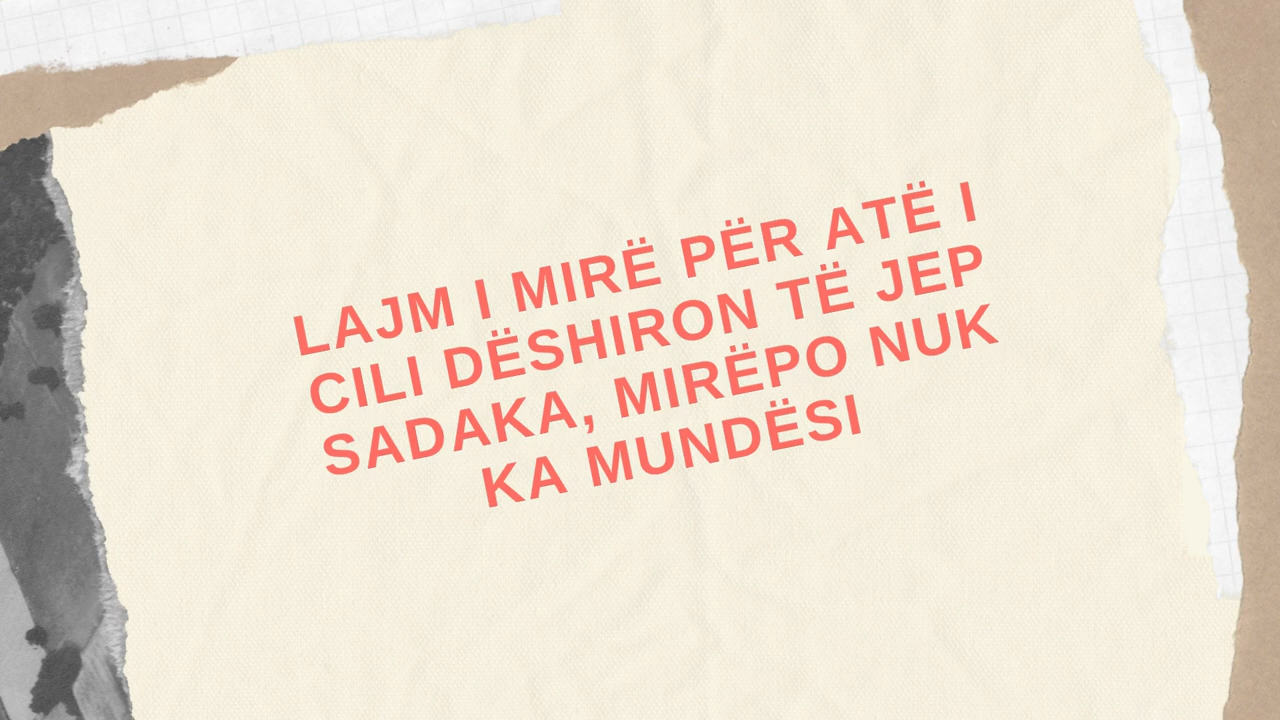 LAJM I MIRË PËR ATË I
CILI DËSHIRON TË JEP
SADAKA, MIRËPO NUK
KA MUNDËSI